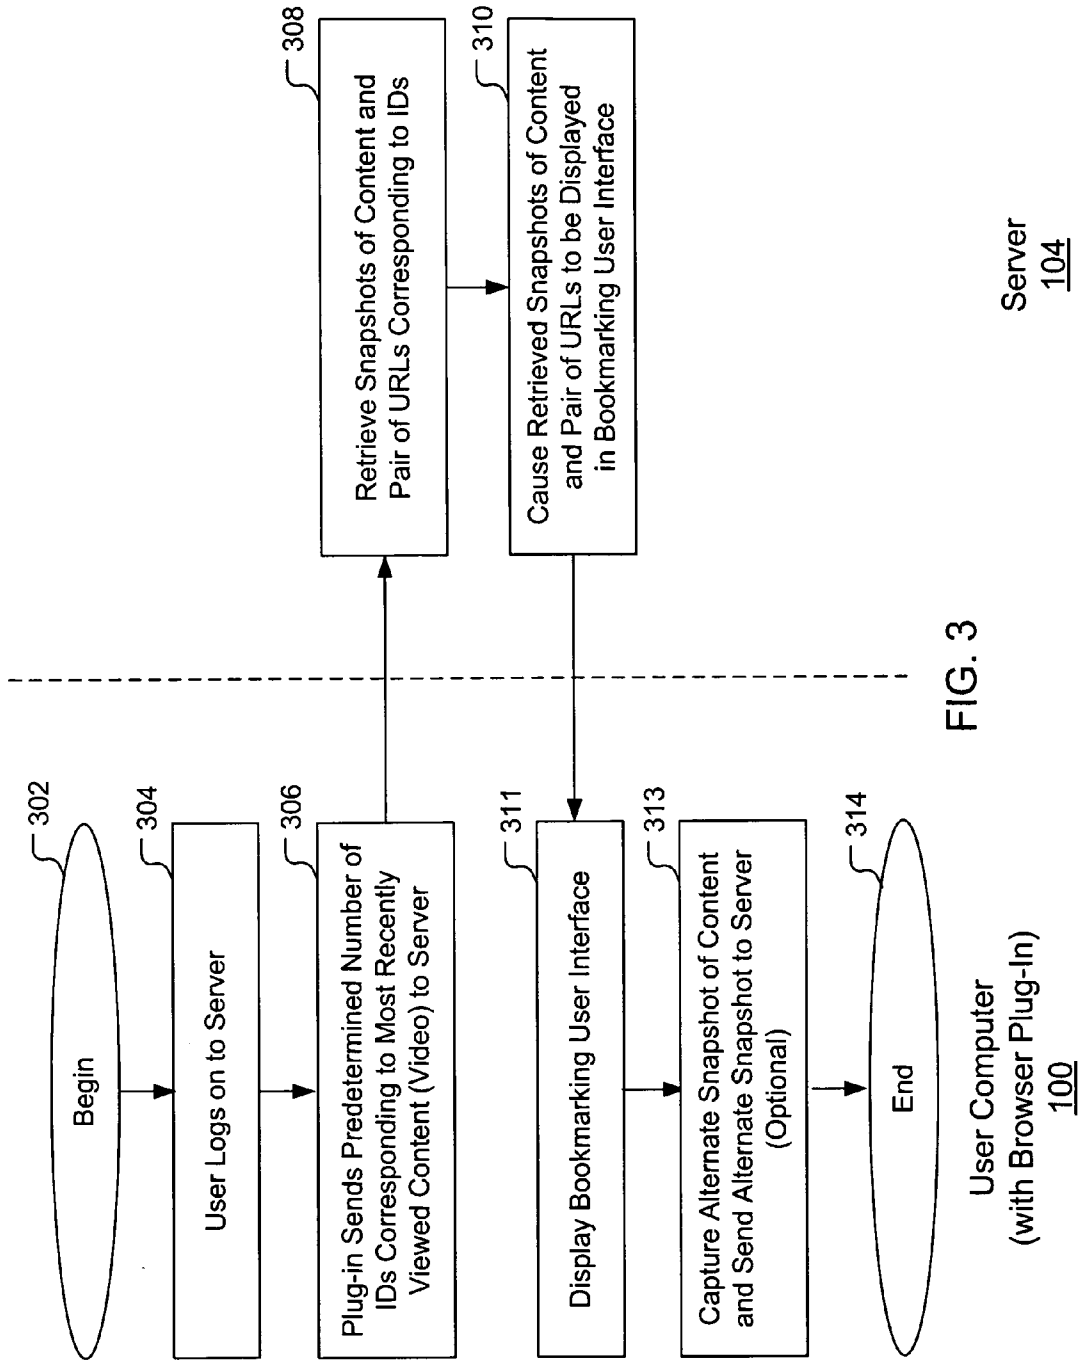 302
Begin
304
User Logs on to Server
306
Plug-in Sends Predetermined Number of
IDs Corresponding to Most Recently
Viewed Content (Video) to Server
308
Retrieve Snapshots of Content and
Pair of URLs Corresponding to IDs
310
Cause Retrieved Snapshots of Content
and Pair of URLs to be Displayed
in Bookmarking User Interface
311
Display Bookmarking User Interface
313
Capture Alternate Snapshot of Content
and Send Alternate Snapshot to Server
(Optional)
314
End
User Computer
(with Browser Plug-In)
100
Server
104
FIG. 3